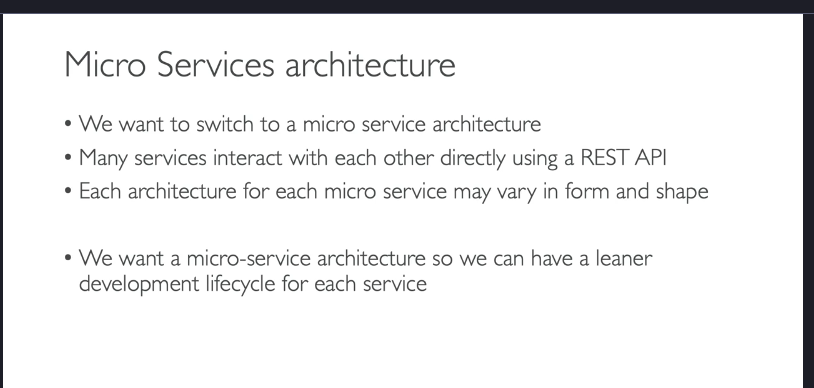 Micro Services architecture
• We want to switch to a micro service architecture
• Many services interact with each other directly using a REST API
• Each architecture for each micro service may vary in form and shape
• We want a micro-service architecture so we can have a leaner
development lifecycle for each service